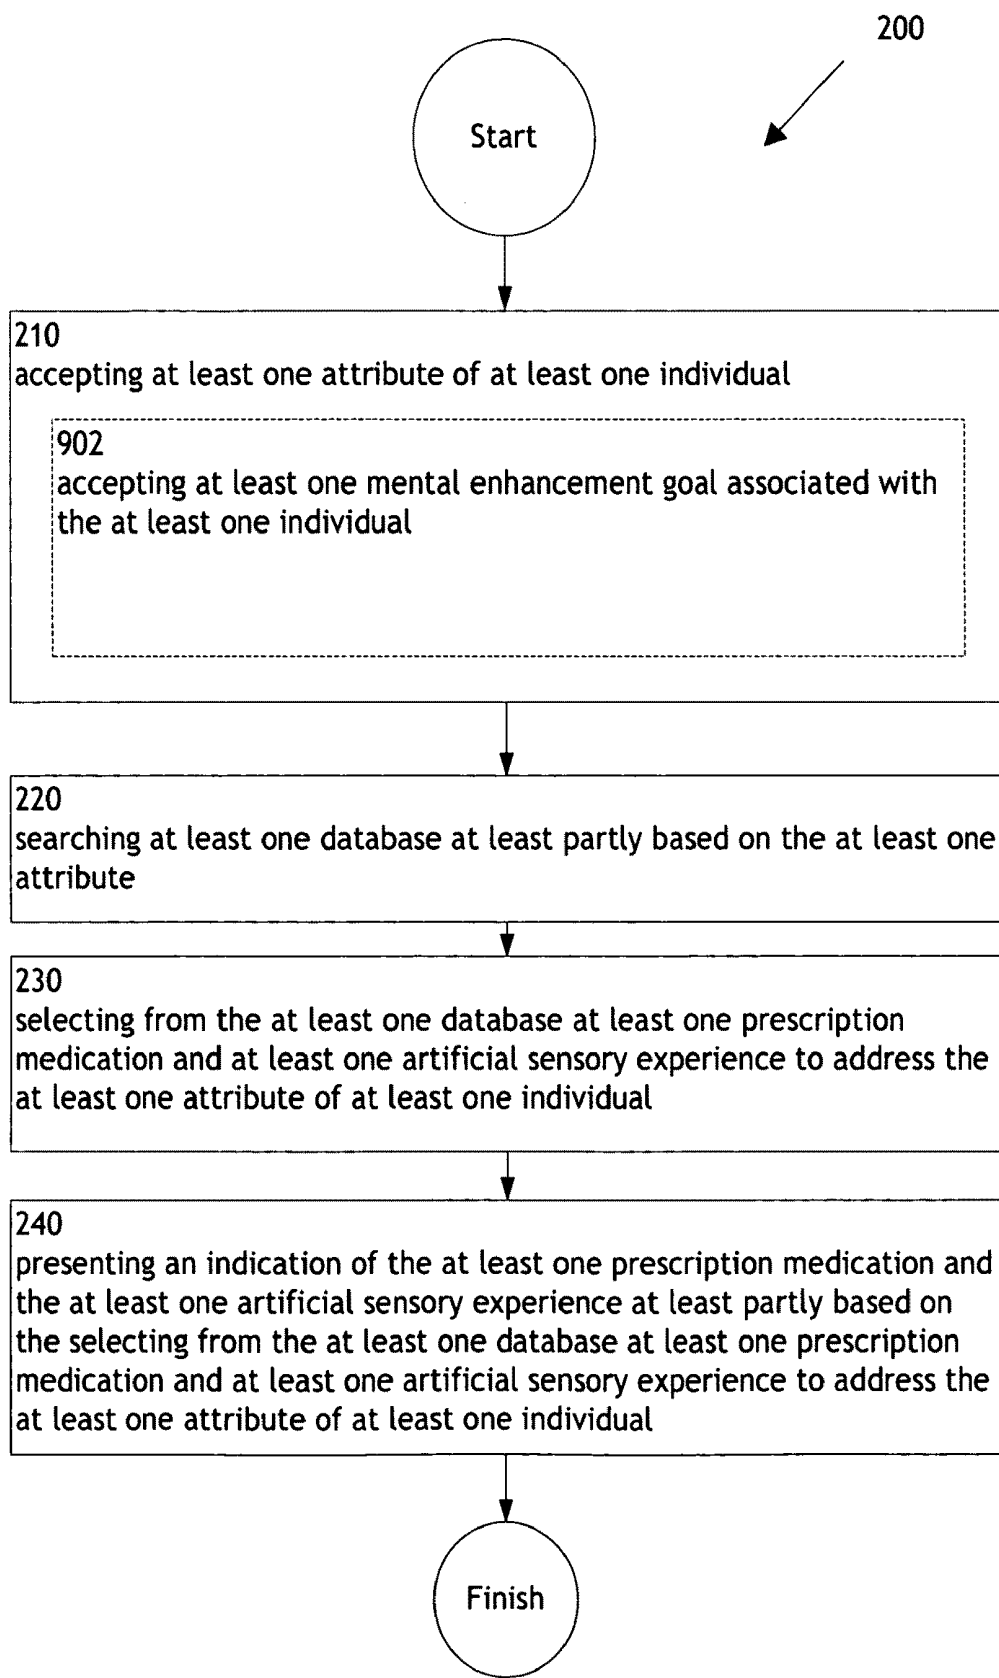 200
Start
210
accepting at least one attribute of at least one individual
902
accepting at least one mental enhancement goal associated with
the at least one individual
220
searching at least one database at least partly based on the at least one
attribute
230
selecting from the at least one database at least one prescription
medication and at least one artificial sensory experience to address the
at least one attribute of at least one individual
240
presenting an indication of the at least one prescription medication and
the at least one artificial sensory experience at least partly based on
the selecting from the at least one database at least one prescription
medication and at least one artificial sensory experience to address the
at least one attribute of at least one individual
Finish